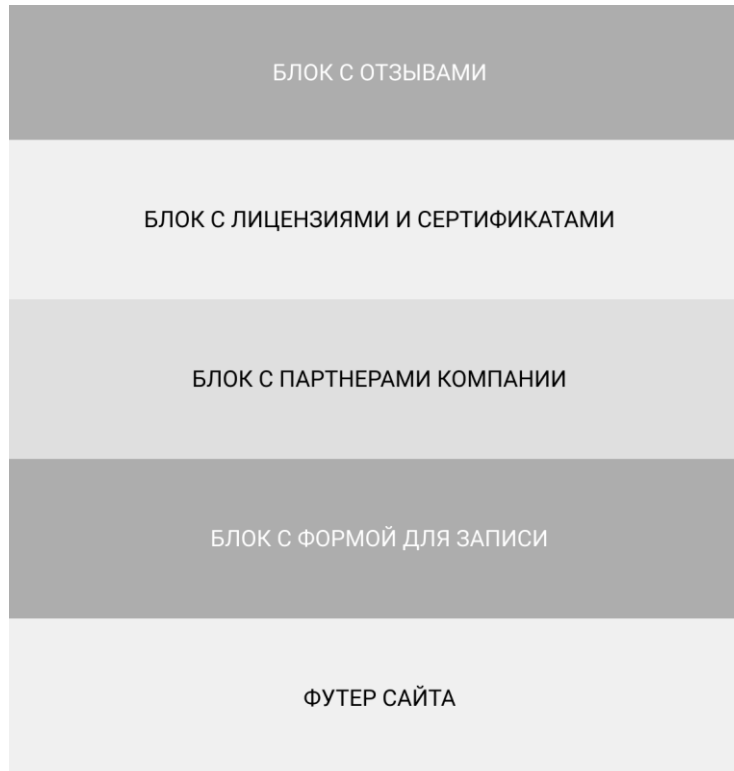 БЛОК С ОТЗЫВАМИ
БЛОК С ЛИЦЕНЗИЯМИ И СЕРТИФИКАТАМИ
БЛОК С ПАРТНЕРАМИ КОМПАНИИ
БЛОК С ФОРМОЙ ДЛЯ ЗАПИСИ
ФУТЕР САЙТА